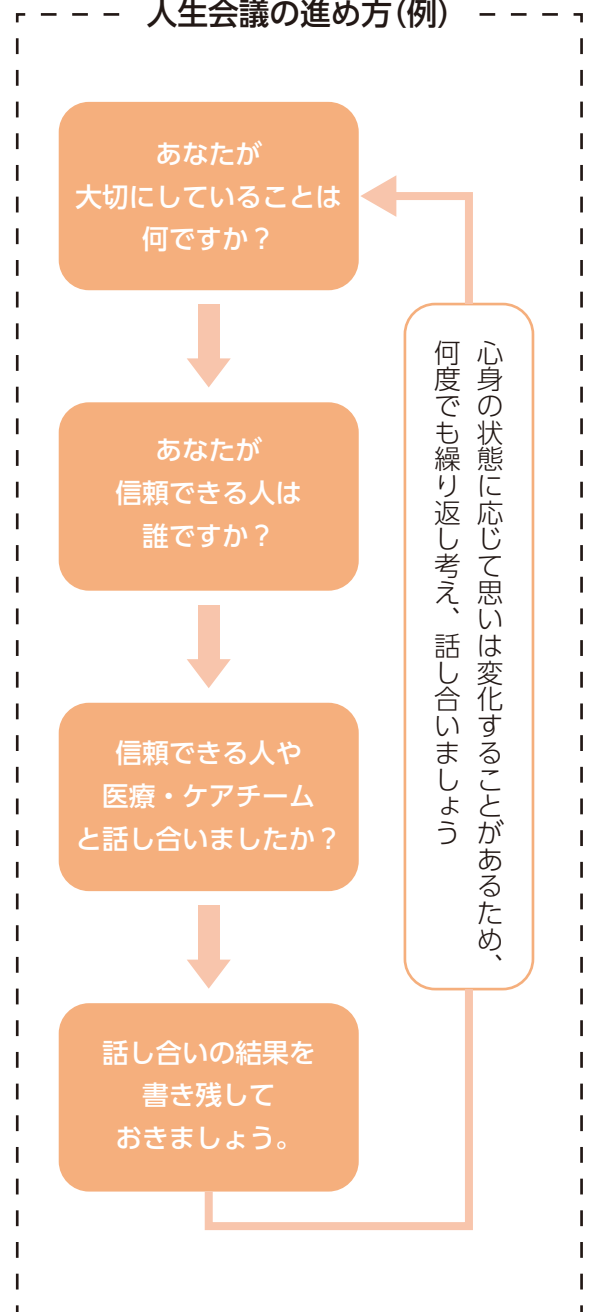 人生会議の進め方(例)
あなたが
大切にしていることは
何ですか？
あなたが
信頼できる人は
誰ですか？
信頼できる人や
医療・ケアチーム
と話し合いましたか？
話し合いの結果を
書き残して
おきましょう。
心身の状態に応じて思いは変化することがあるため、
何度でも繰り返し考え、話し合いましょう